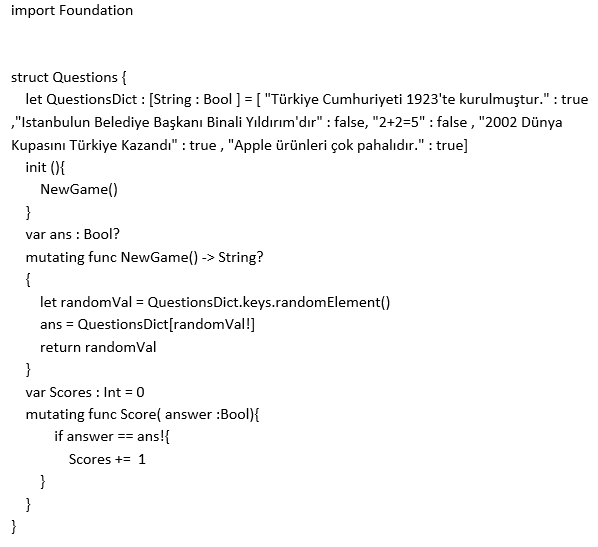 import Foundation
struct Questions {
let QuestionsDict : [String : Bool ] = [ "Türkiye Cumhuriyeti 1923'te kurulmuştur." : true
,"Istanbulun Belediye Başkanı Binali Yıldırım'dır" : false, "2+2=5" : false , "2002 Dünya
Kupasını Türkiye Kazandı" : true , "Apple ürünleri çok pahalıdır." : true]
init (){
NewGame()
}
var ans : Bool?
mutating func NewGame() -> String?
{
let randomVal = QuestionsDict.keys.randomElement()
ans = QuestionsDict[randomVal!]
return randomVal
}
var Scores : Int = 0
mutating func Score( answer :Bool){
if answer == ans!{
Scores += 1
}
}
}